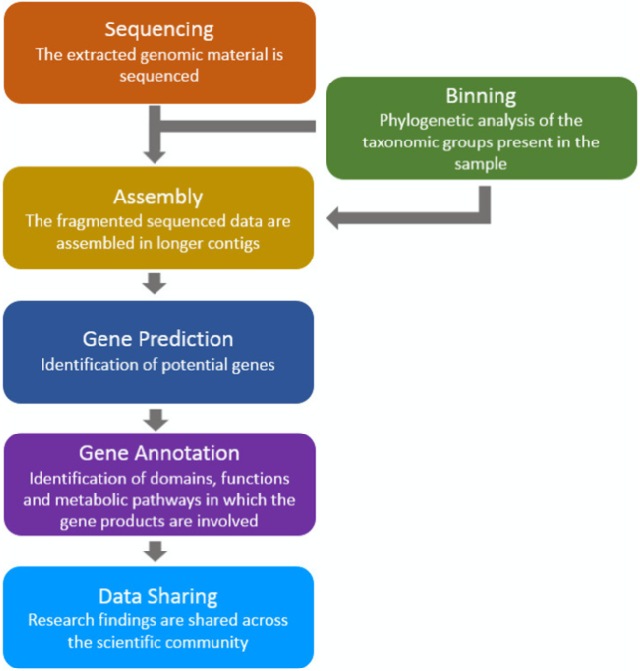 Sequencing
The extracted genomic material is
sequenced
Binning
Phylogenetic analysis of the
taxonomic groups present in the
sample
Assembly
The fragmented sequenced data are
assembled in longer contigs
Gene Prediction
Identification of potential genes
Gene Annotation
Identification of domains, functions
and metabolic pathways in which the
gene products are involved
Data Sharing
Research findings are shared across
the scientific community